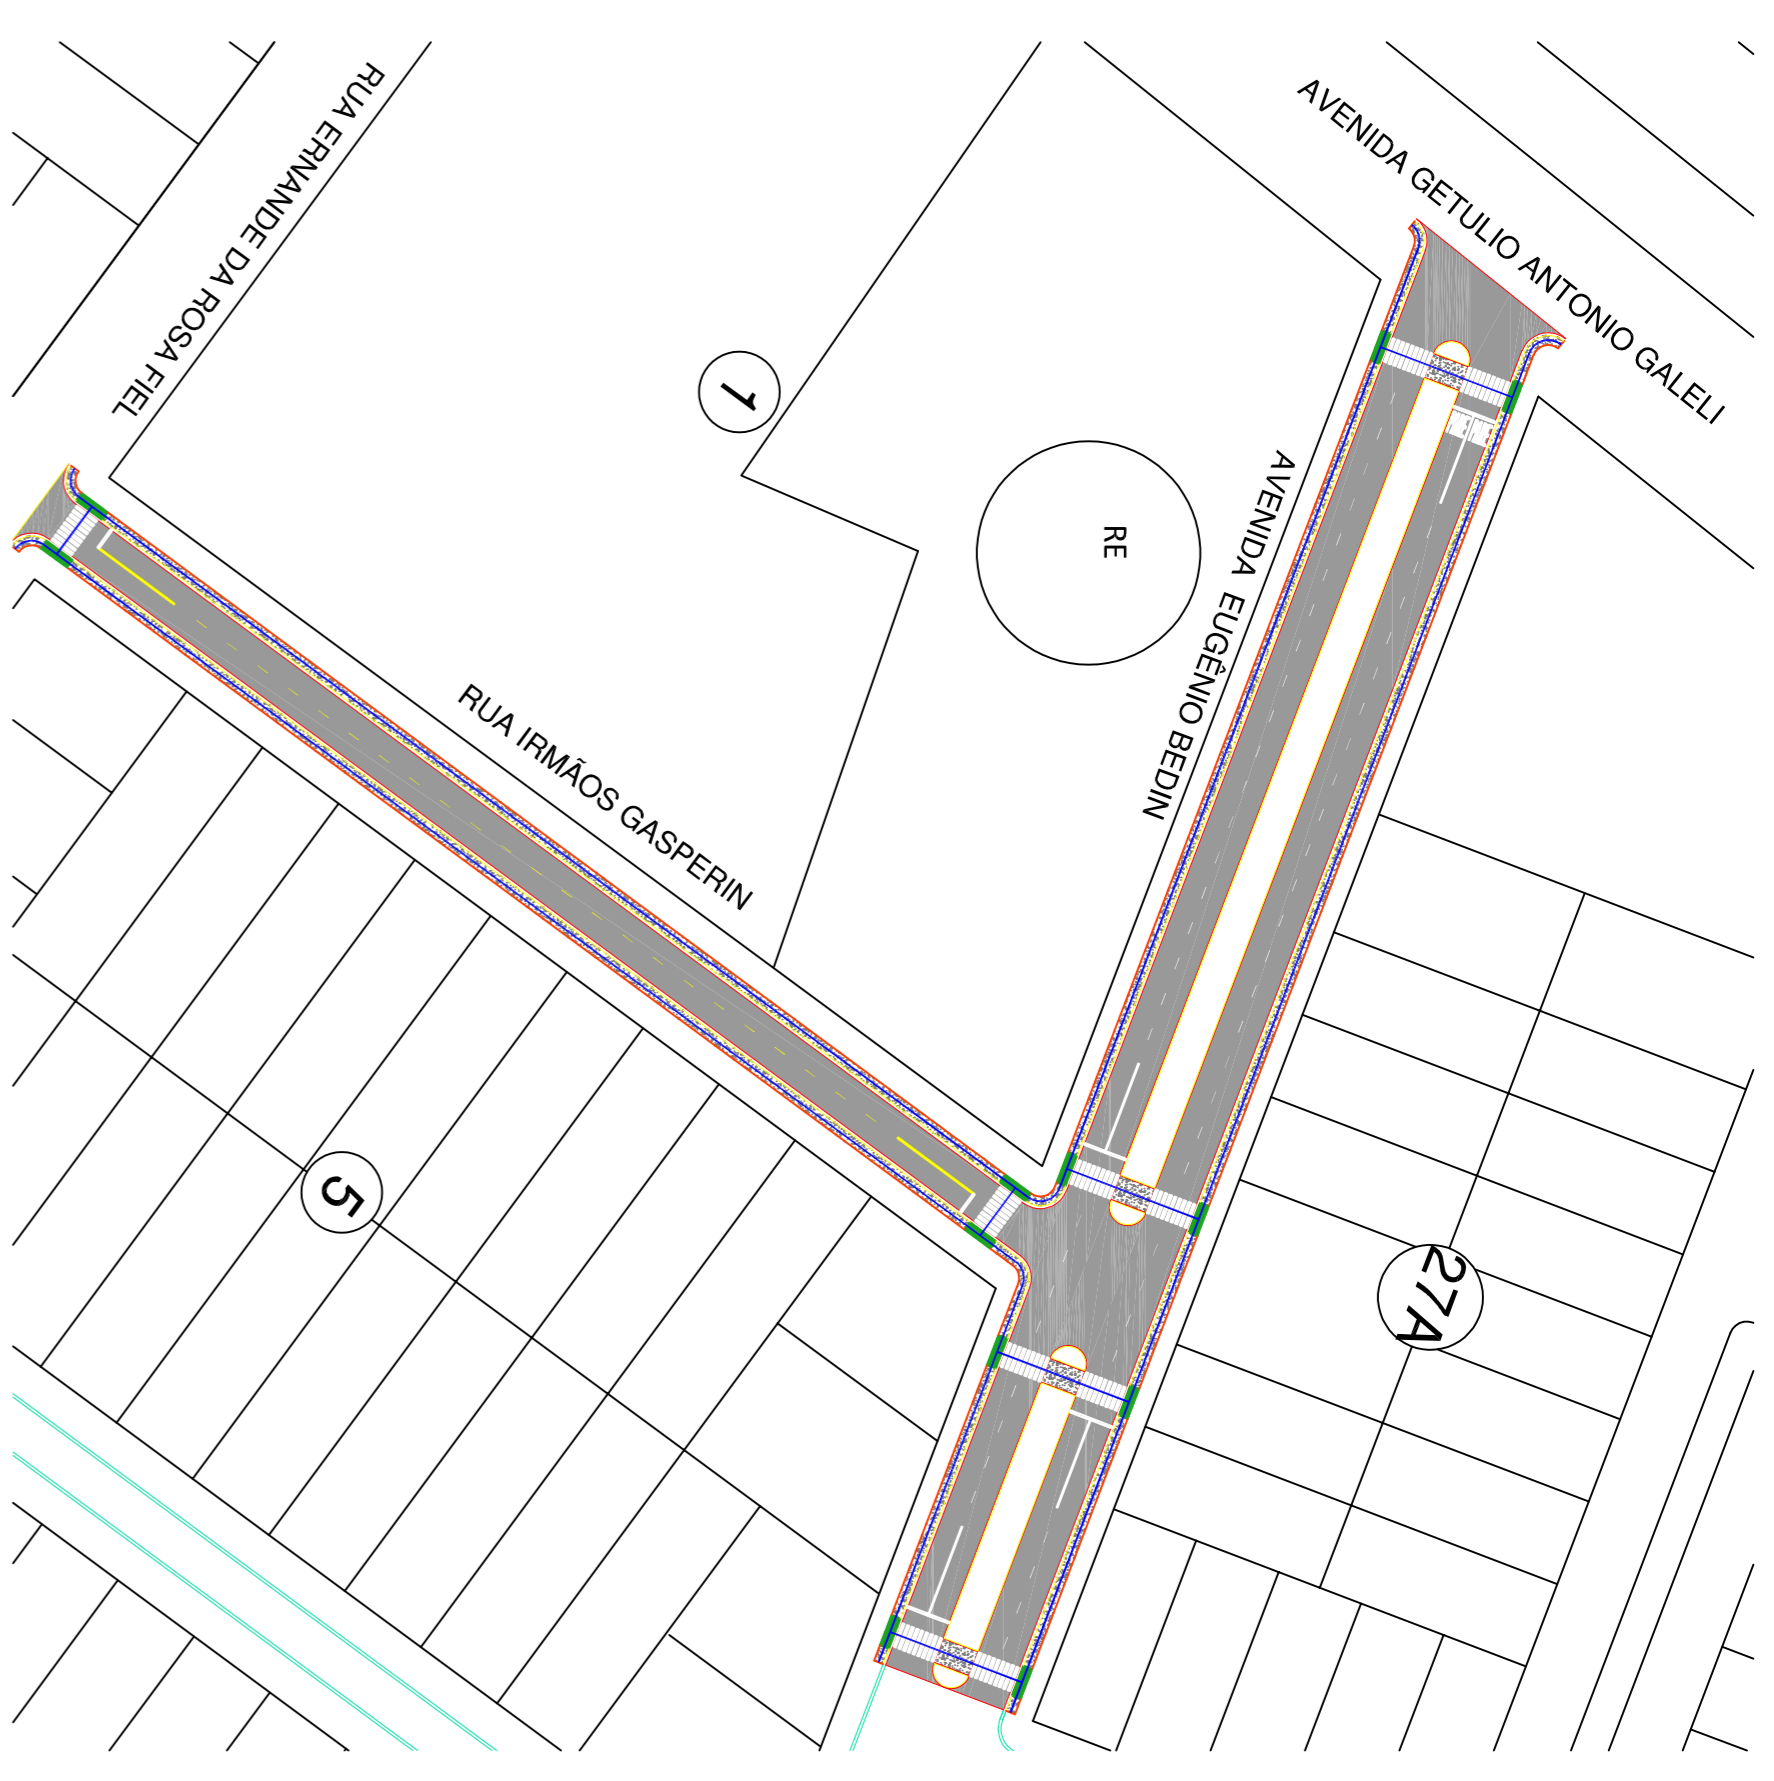 RUA ERNANDE DA ROSA FIEL
AVENIDA GETULIO ANTONIO GALELI
1
RE
AVENIDA EUGÊNIO BEDIN
RUA IRMÃOS GASPERIN
5
27A